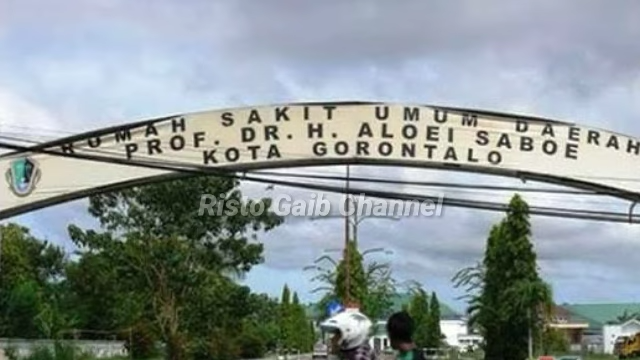 RUMAH SAKIT UMUM DAERAH
PROF. DR. H. ALOEI SABOE
KOTA GORONTALO
Risto Gaib Channel